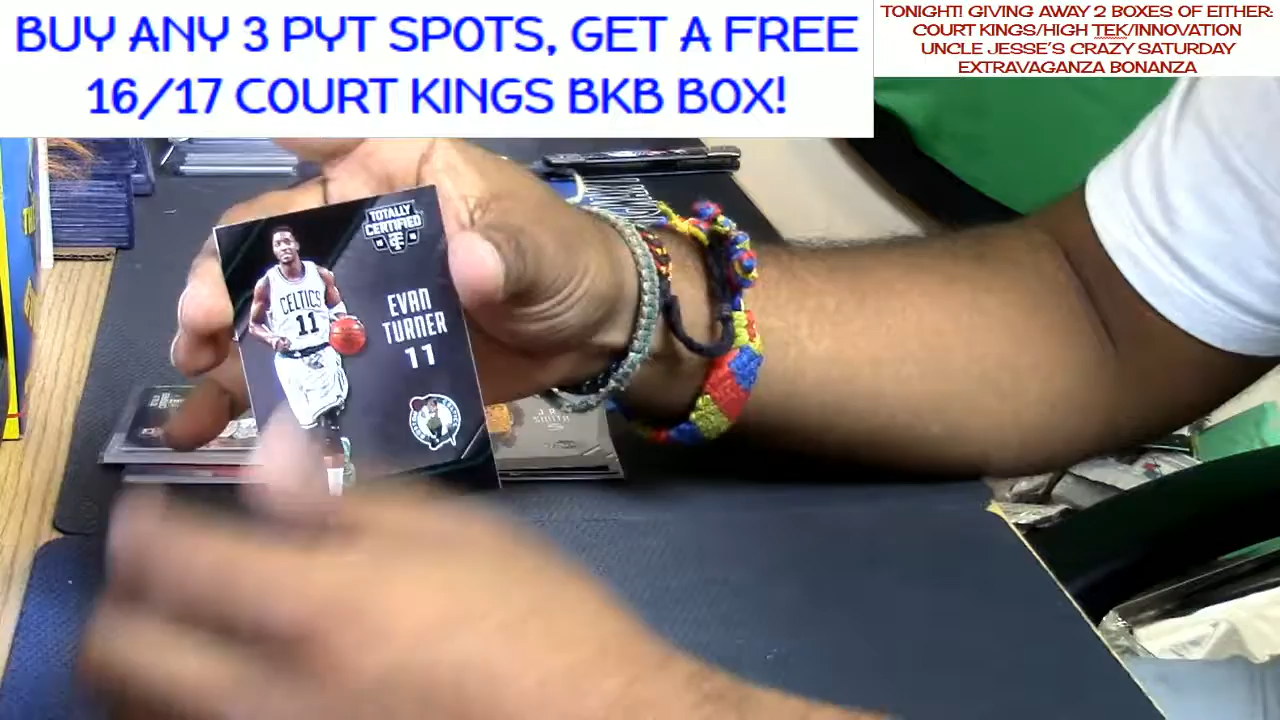 BUY ANY 3 PYT SPOTS, GET A FREE
16/17 COURT KINGS BKB BOX!
TONIGHT! GIVING AWAY 2 BOXES OF EITHER:
COURT KINGS/HIGH TEK/INNOVATION
UNCLE JESSE'S CRAZY SATURDAY
EXTRAVAGANZA BONANZA
TOTALLY
CERTIFIED
EVAN
TURNER
11
CELTICS
11
J R
SMITH